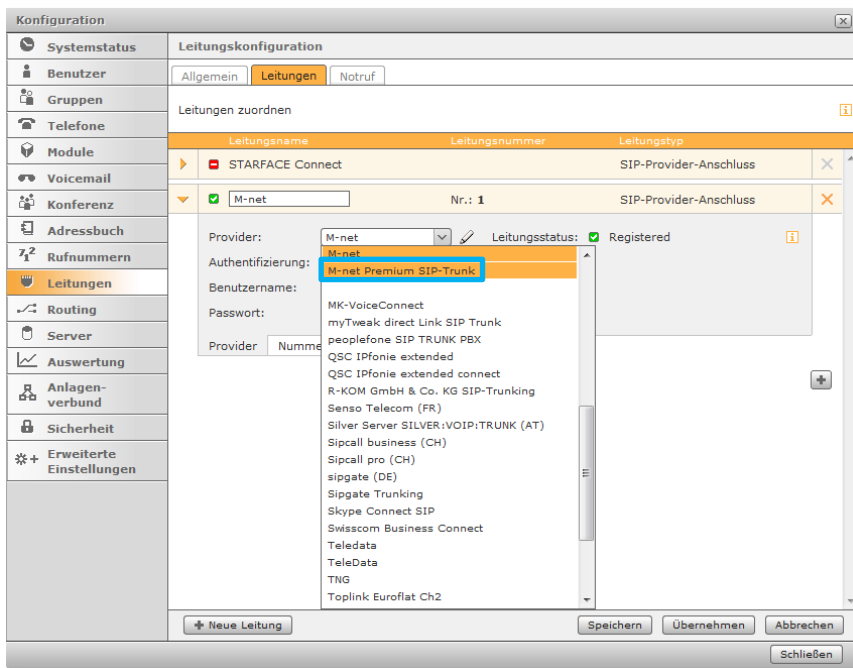 Konfiguration
Systemstatus
Benutzer
Gruppen
Telefone
Module
Voicemail
Konferenz
Adressbuch
Rufnummern
Leitungen
Routing
Server
Auswertung
Anlagen-
verbund
Sicherheit
Erweiterte
Einstellungen
Leitungskonfiguration
Allgemein Leitungen Notruf
Leitungen zuordnen
Leitungsname Leitungsnummer Leitungstyp
STARFACE Connect SIP-Provider-Anschluss
M-net Nr.: 1 SIP-Provider-Anschluss
Provider: M-net Leitungsstatus: Registered
Authentifizierung:
Benutzername:
Passwort:
Provider Numme
M-net
M-net Premium SIP-Trunk
MK-VoiceConnect
myTweak direct Link SIP Trunk
peoplefone SIP TRUNK PBX
QSC IPfonie extended
QSC IPfonie extended connect
R-KOM GmbH & Co. KG SIP-Trunking
Senso Telecom (FR)
Silver Server SILVER:VOIP:TRUNK (AT)
Sipcall business (CH)
Sipcall pro (CH)
sipgate (DE)
Sipgate Trunking
Skype Connect SIP
Swisscom Business Connect
Teledata
TeleData
TNG
Toplink Euroflat Ch2
Neue Leitung Speichern Übernehmen Abbrechen
Schließen